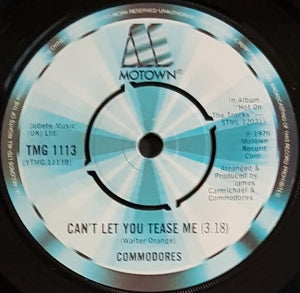 MOTOWN®
Jobete Music
(UK) Ltd.
TMG 1113
(YTMG.1113B)
In Album
"Hot On
The Tracks"
STML 12031
℗ 1976
Motown
Record
Corp.
Arranged &
Produced by
James
Carmichael &
Commodores
CAN'T LET YOU TEASE ME (3.18)
(Walter Orange)
COMMODORES